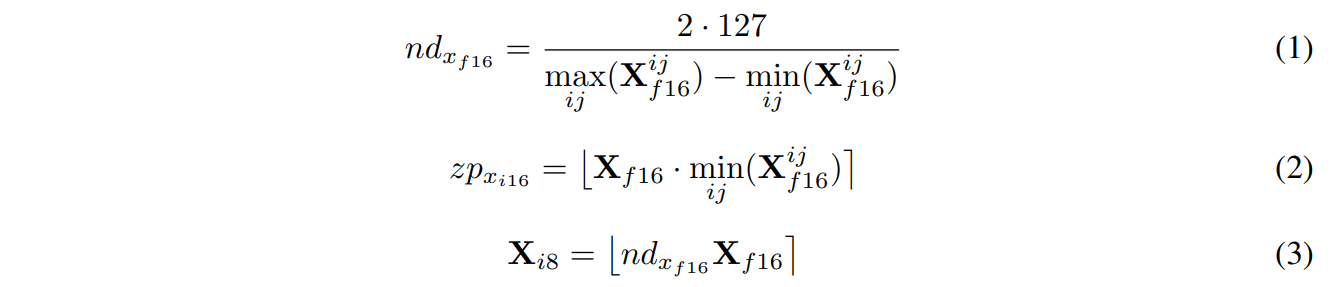 nd_{x_{f16}} = \frac{2 \cdot 127}{\max_{ij}(\mathbf{X}_{f16}^{ij}) - \min_{ij}(\mathbf{X}_{f16}^{ij})} (1)
zp_{x_{i16}} = \lfloor \mathbf{X}_{f16} \cdot \min_{ij}(\mathbf{X}_{f16}^{ij}) \rceil (2)
\mathbf{X}_{i8} = \lfloor nd_{x_{f16}} \mathbf{X}_{f16} \rceil (3)